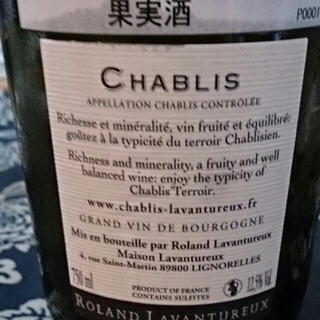 果実酒
P0001
CHABLIS
APPELLATION CHABLIS CONTRÔLÉE
Richesse et minéralité, vin fruité et équilibré:
goûtez à la typicité du terroir Chablisien.
Richness and minerality, a fruity and well
balanced wine: enjoy the typicity of
Chablis'Terroir.
www.chablis-lavantureux.fr
GRAND VIN DE BOURGOGNE
Mis en bouteille par Roland Lavantureux
Maison Lavantureux
4, rue Saint-Martin 89800 LIGNORELLES
750 ml
PRODUCT OF FRANCE
CONTAINS SULFITES
12,5% Vol.
ROLAND LAVANTUREUX